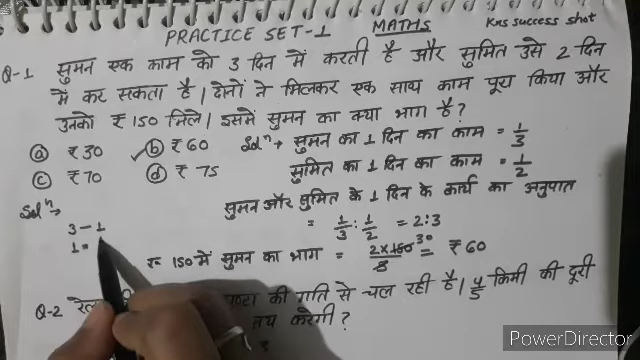 PRACTICE SET-1
MATHS
Kns success shot
Q-1 सुमन एक काम को 3 दिन में करती है और सुमित उसे 2 दिन
में कर सकता है। दोनों ने मिलकर एक साथ काम पूरा किया और
उनको ₹150 मिले। इसमें सुमन का क्या भाग है?
ⓐ ₹30 ⓑ ₹60
ⓒ ₹70 ⓓ ₹75
Solⁿ→ सुमन का 1 दिन का काम = 1/3
सुमित का 1 दिन का काम = 1/2
सुमन और सुमित के 1 दिन के कार्य का अनुपात
= 1/3 : 1/2 = 2:3
₹150 में सुमन का भाग = 2×150/5 30 = ₹60
Solⁿ→
3 – 1
1 =
Q-2 की गति से चल रही है। 4/5 किमी की दूरी
तय करेगी?
PowerDirector